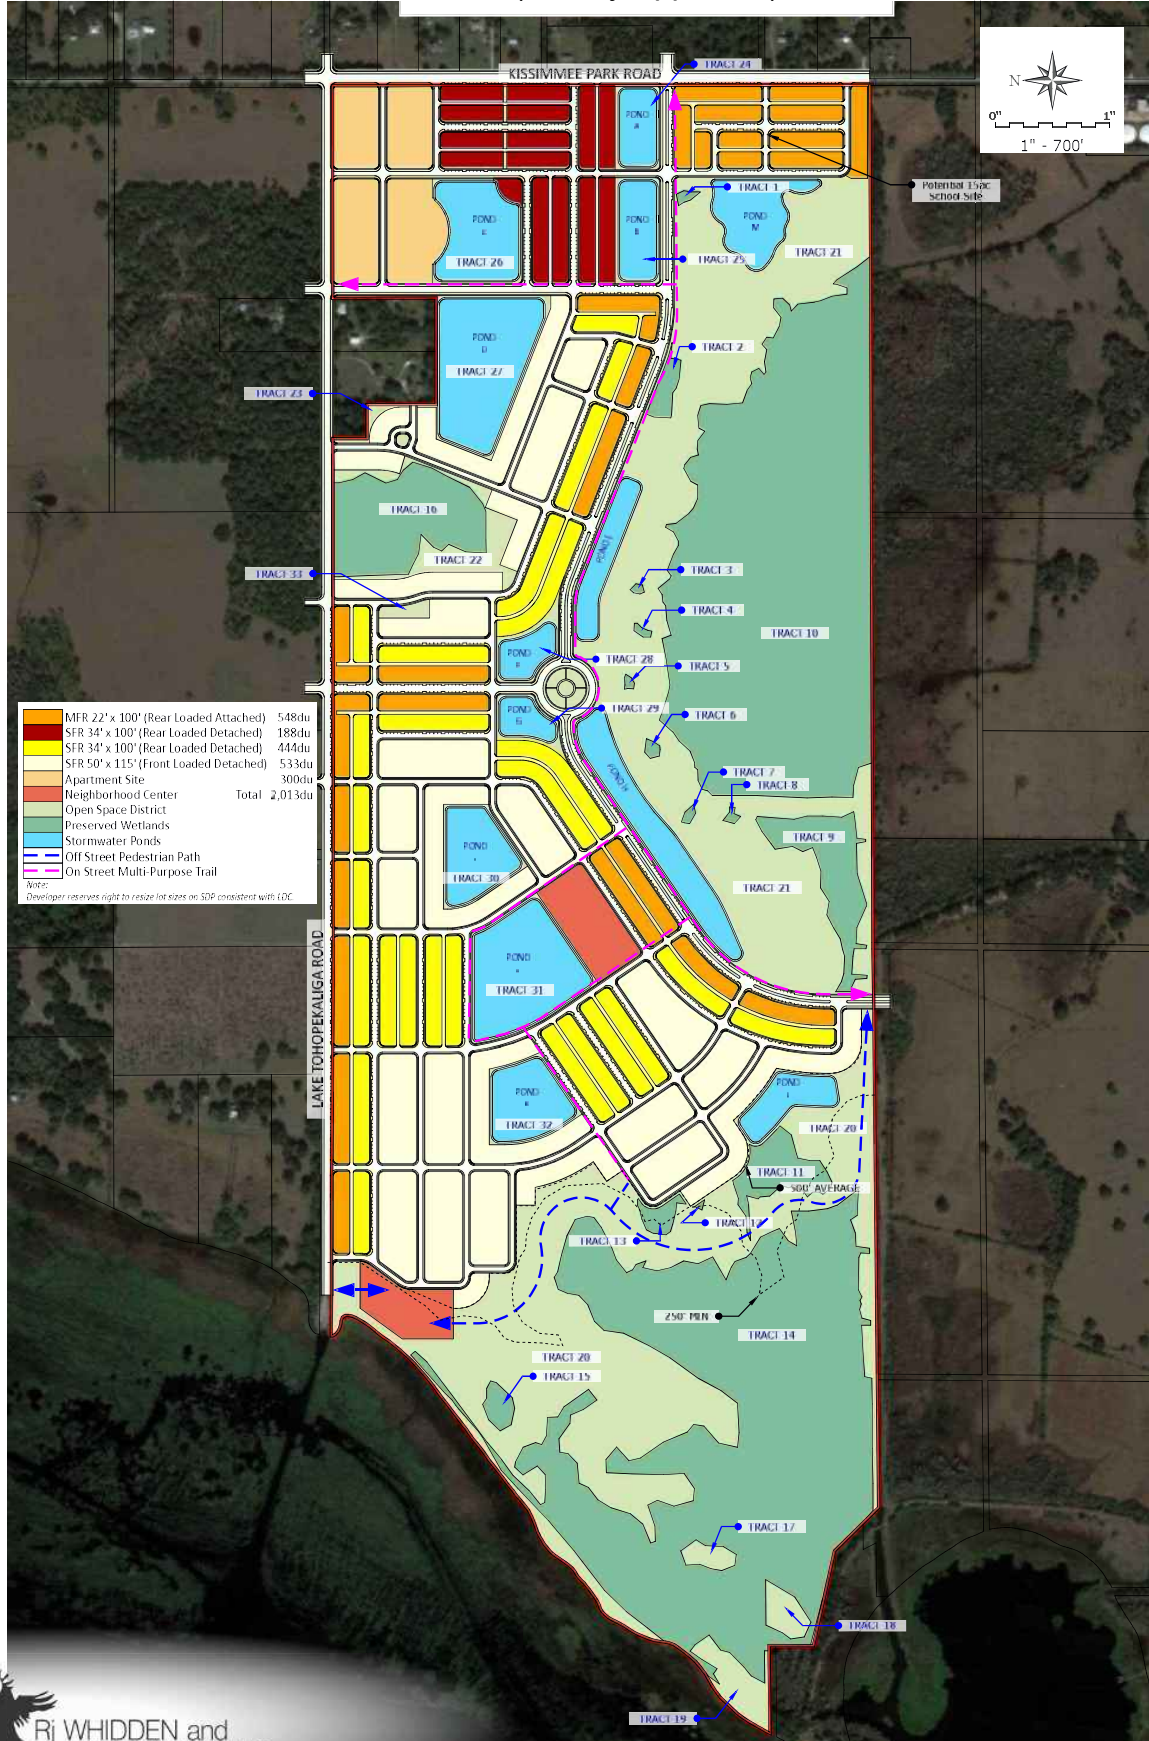 KISSIMMEE PARK ROAD
TRACT 24
N
0"
1"
1" - 700'
POND
A
Potential 15ac
School Site
TRACT 1
POND
M
TRACT 21
POND
TRACT 26
POND
B
TRACT 25
POND
D
TRACT 27
TRACT 2
TRACT 23
TRACT 16
TRACT 22
TRACT 33
POND
TRACT 3
TRACT 4
TRACT 10
POND
TRACT 28
TRACT 5
POND
G
TRACT 29
TRACT 6
POND H
TRACT 7
TRACT 8
TRACT 9
MFR 22' x 100' (Rear Loaded Attached) 548du
SFR 34' x 100' (Rear Loaded Detached) 188du
SFR 34' x 100' (Rear Loaded Detached) 444du
SFR 50' x 115' (Front Loaded Detached) 533du
Apartment Site 300du
Neighborhood Center Total 2,013du
Open Space District
Preserved Wetlands
Stormwater Ponds
Off Street Pedestrian Path
On Street Multi-Purpose Trail
Note:
Developer reserves right to resize lot sizes on SDP consistent with LDC.
POND
TRACT 30
TRACT 21
LAKE TOHOPEKALIGA ROAD
POND
TRACT 31
POND
TRACT 32
POND
L
TRACT 20
TRACT 11
500' AVERAGE
TRACT 12
TRACT 13
250' MIN
TRACT 14
TRACT 20
TRACT 15
TRACT 17
TRACT 18
TRACT 19
Rj WHIDDEN and